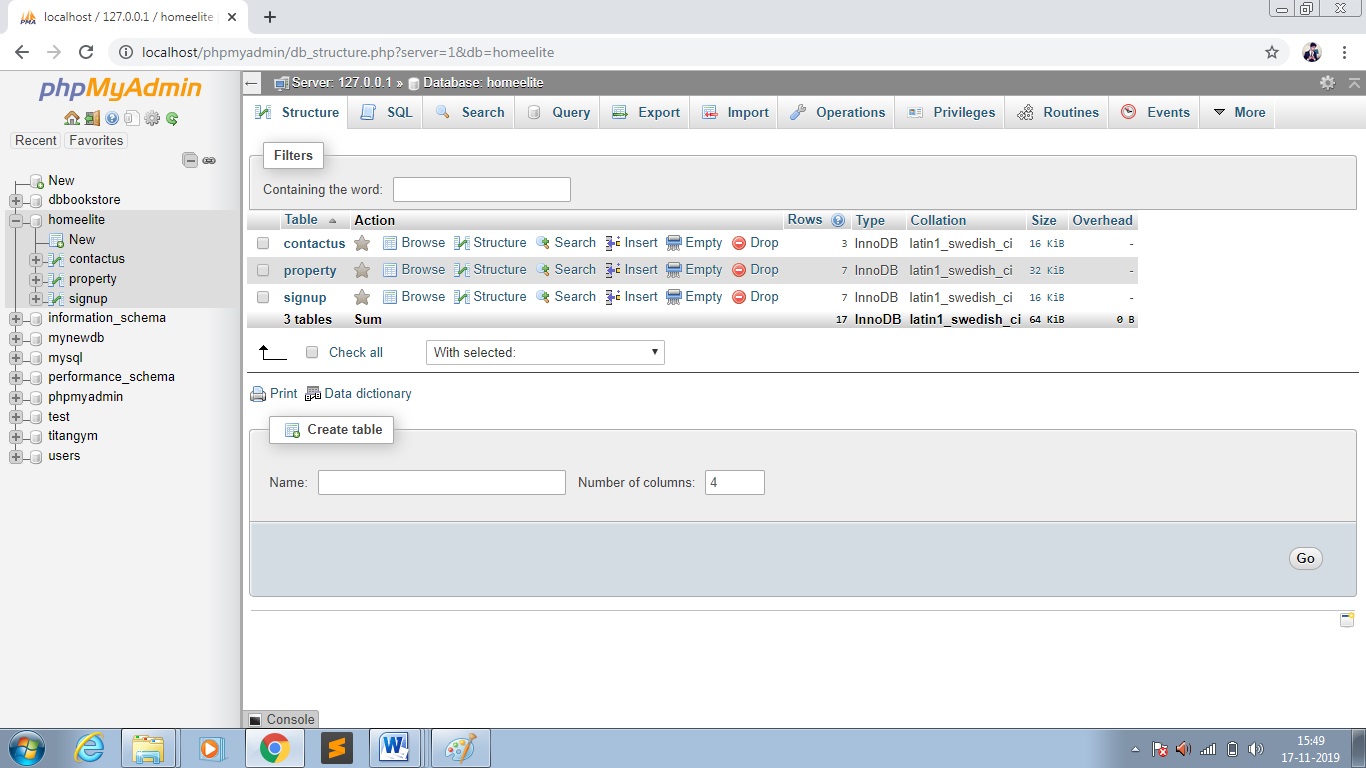 localhost / 127.0.0.1 / homeelite
localhost/phpmyadmin/db_structure.php?server=1&db=homeelite
phpMyAdmin
Recent Favorites
New
dbbookstore
homeelite
New
contactus
property
signup
information_schema
mynewdb
mysql
performance_schema
phpmyadmin
test
titangym
users
Server: 127.0.0.1 » Database: homeelite
Structure SQL Search Query Export Import Operations Privileges Routines Events More
Filters
Containing the word:
Table Action Rows Type Collation Size Overhead
contactus Browse Structure Search Insert Empty Drop 3 InnoDB latin1_swedish_ci 16 KiB -
property Browse Structure Search Insert Empty Drop 7 InnoDB latin1_swedish_ci 32 KiB -
signup Browse Structure Search Insert Empty Drop 7 InnoDB latin1_swedish_ci 16 KiB -
3 tables Sum 17 InnoDB latin1_swedish_ci 64 KiB 0 B
Check all With selected:
Print Data dictionary
Create table
Name: Number of columns: 4
Go
Console
15:49
17-11-2019